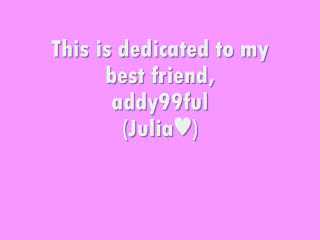 This is dedicated to my
best friend,
addy99ful
(Julia♥)